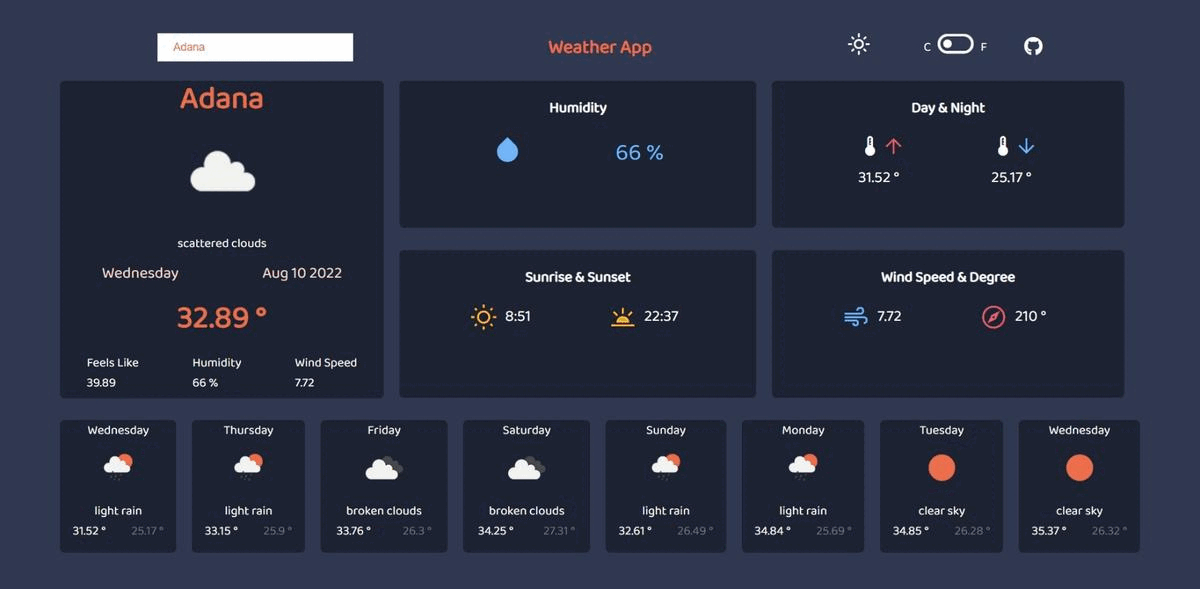 Adana
Weather App
C F
Adana
scattered clouds
Wednesday Aug 10 2022
32.89 °
Feels Like Humidity Wind Speed
39.89 66 % 7.72
Humidity
66 %
Day & Night
31.52 ° 25.17 °
Sunrise & Sunset
8:51 22:37
Wind Speed & Degree
7.72 210 °
Wednesday
light rain
31.52 ° 25.17 °
Thursday
light rain
33.15 ° 25.9 °
Friday
broken clouds
33.76 ° 26.3 °
Saturday
broken clouds
34.25 ° 27.31 °
Sunday
light rain
32.61 ° 26.49 °
Monday
light rain
34.84 ° 25.69 °
Tuesday
clear sky
34.85 ° 26.28 °
Wednesday
clear sky
35.37 ° 26.32 °